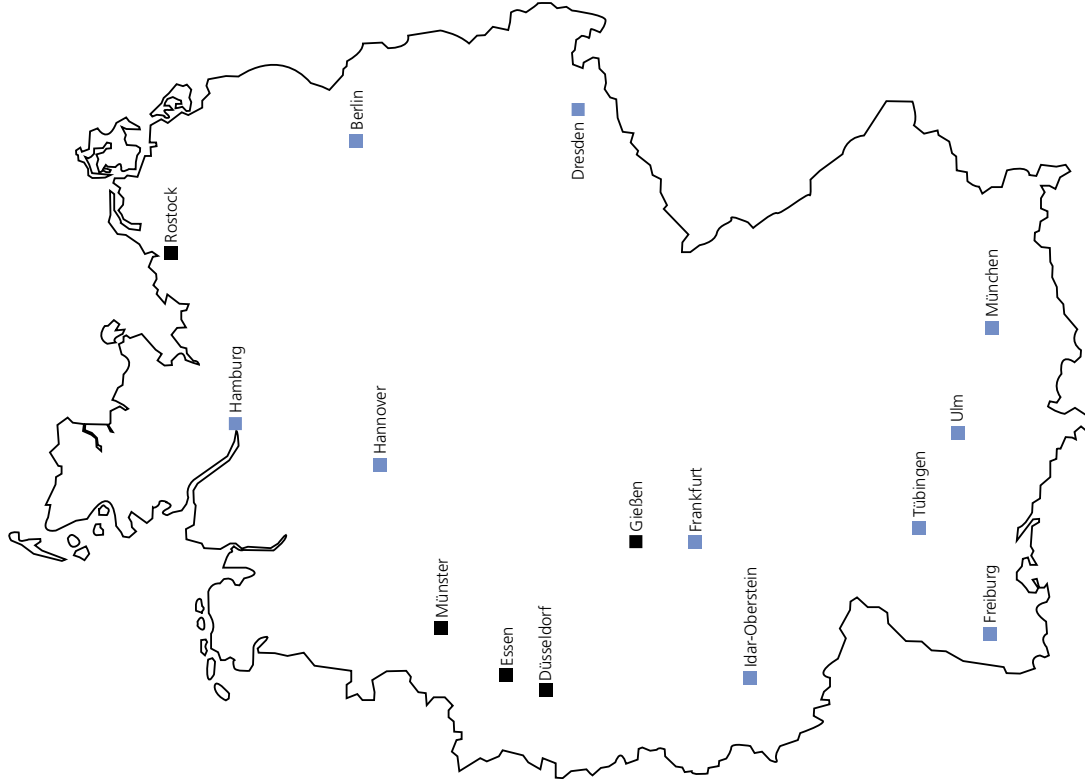 Rostock
Hamburg
Berlin
Hannover
Münster
Essen
Düsseldorf
Dresden
Gießen
Frankfurt
Idar-Oberstein
Tübingen
Ulm
Freiburg
München